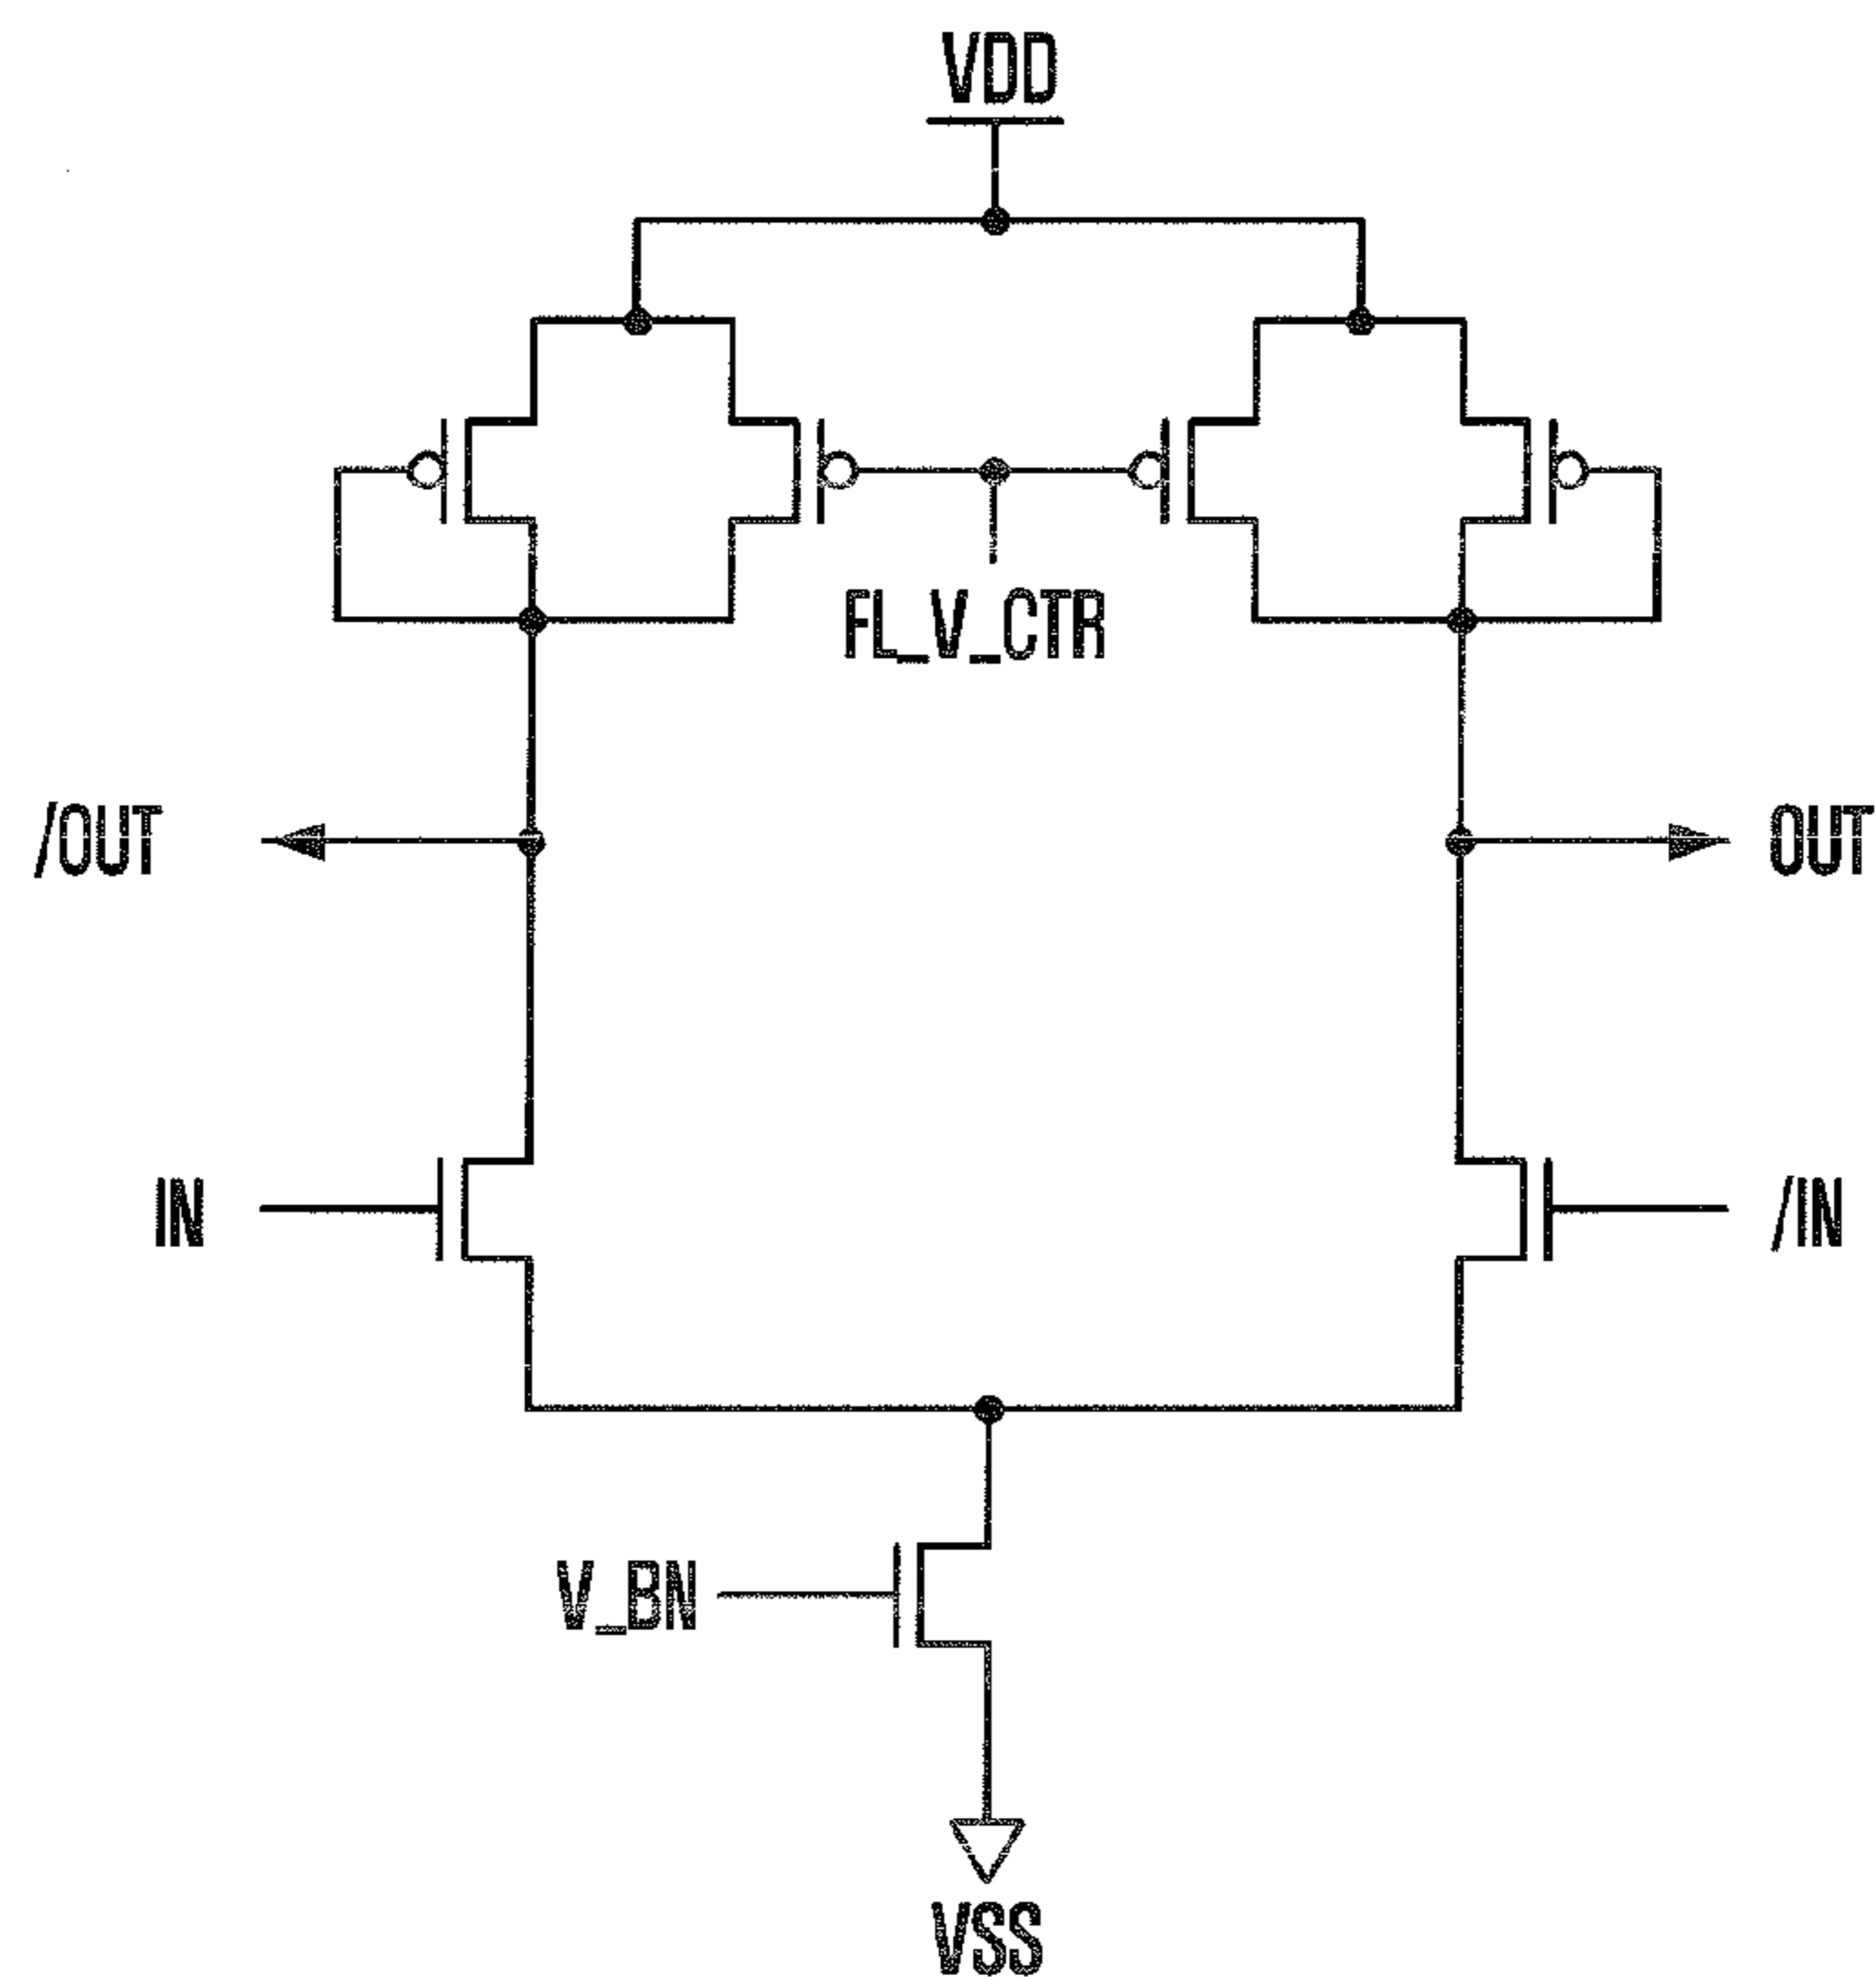 VDD
FL_V_CTR
/OUT
OUT
IN
/IN
V_BN
VSS